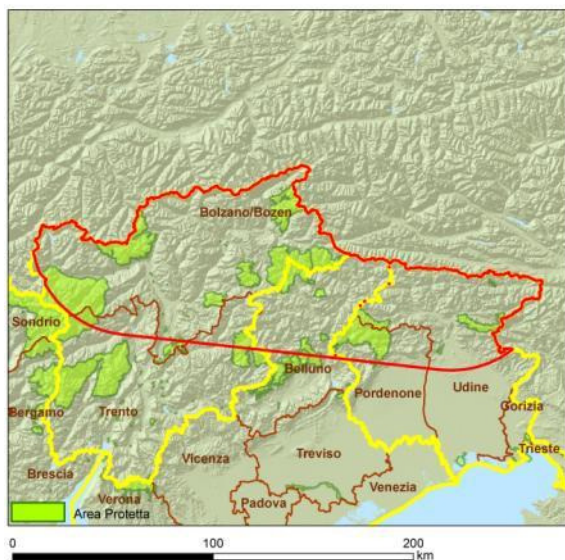 Bolzano/Bozen
Sondrio
Belluno
Bergamo
Trento
Pordenone
Udine
Gorizia
Vicenza
Treviso
Trieste
Brescia
Verona
Padova
Venezia
Area Protetta
0 100 200
km